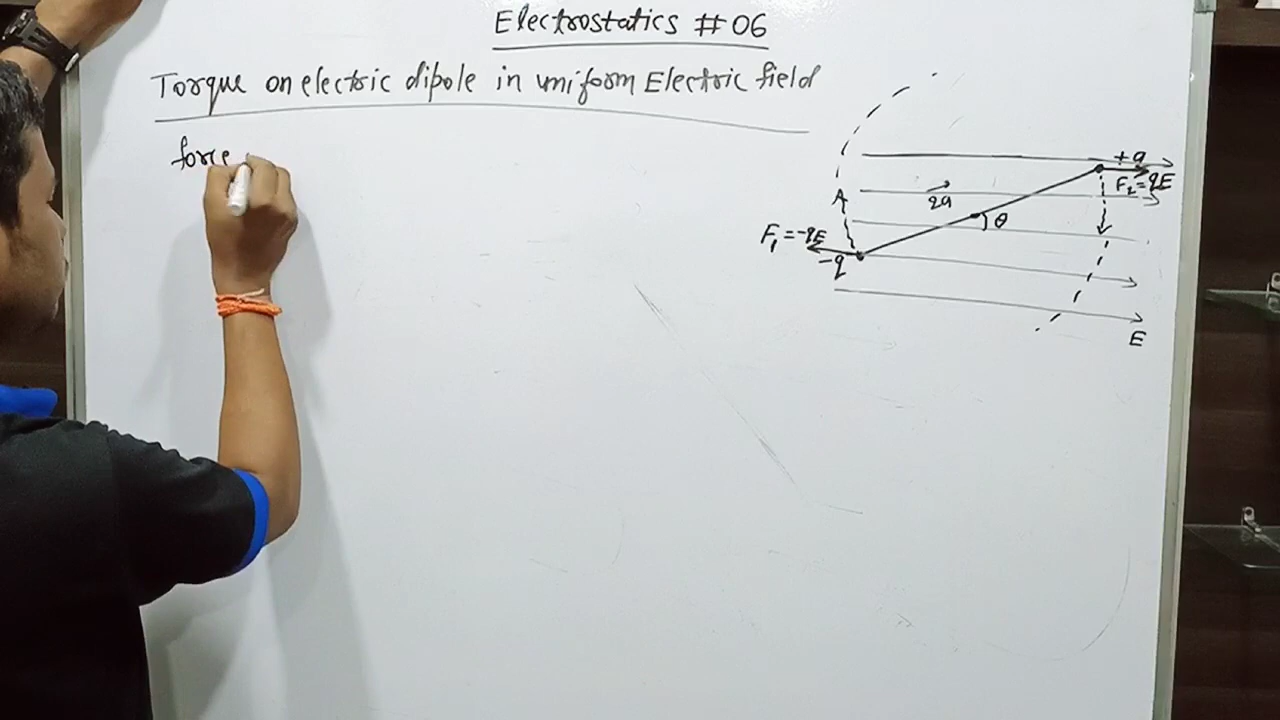 Electrostatics # 06
Torque on electric dipole in uniform Electric field
force
+q
F₂ = qE
A
2a
θ
F₁ = -qE
-q
E